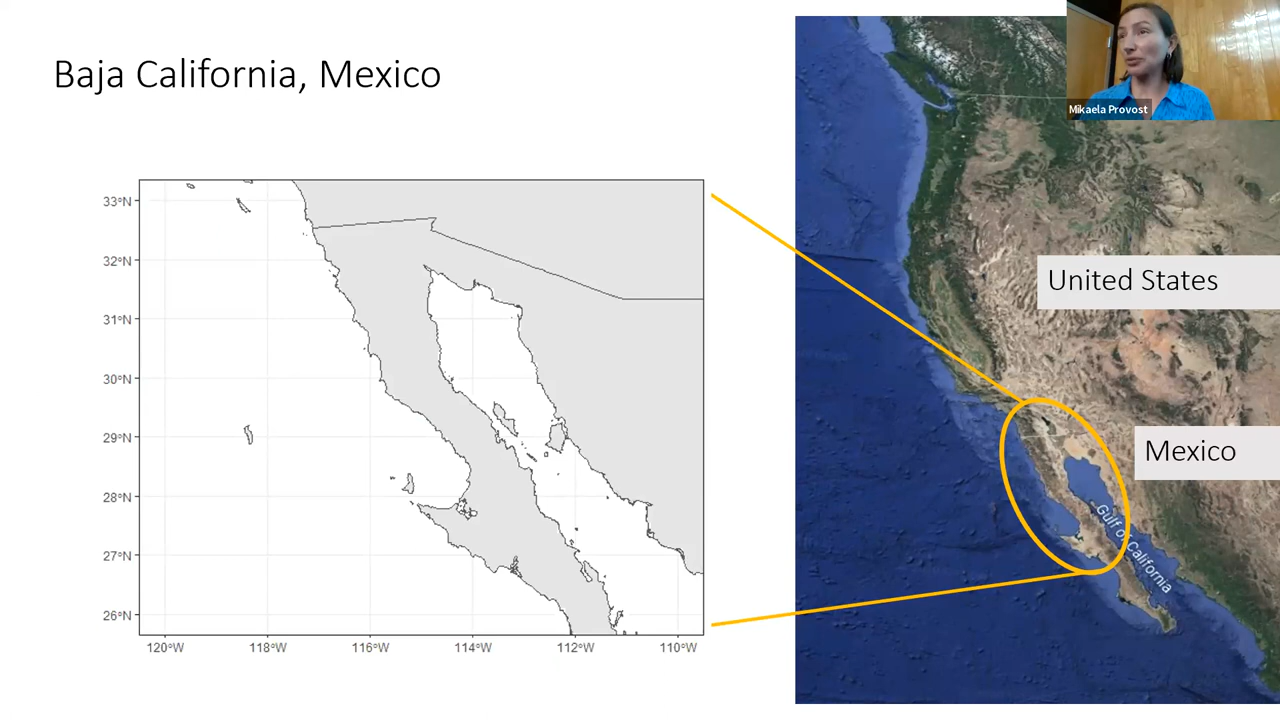 Baja California, Mexico
Mikaela Provost
United States
Mexico
Gulf of California
33°N
32°N
31°N
30°N
29°N
28°N
27°N
26°N
120°W
118°W
116°W
114°W
112°W
110°W